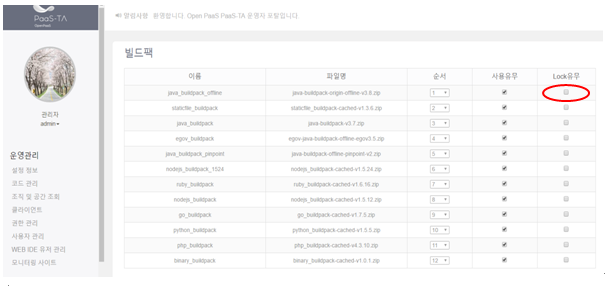 PaaS-TA
알림사항 환영합니다. Open PaaS PaaS-TA 운영자 포탈입니다.
관리자
admin
운영관리
설정 정보
코드 관리
조직 및 공간 조회
클라이언트
권한 관리
사용자 관리
WEB IDE 유저 관리
모니터링 사이트
빌드팩
이름 파일명 순서 사용유무 Lock유무
java_buildpack_offline java-buildpack-origin-offline-v3.8.zip 1
staticfile_buildpack staticfile_buildpack-cached-v1.3.6.zip 2
java_buildpack java-buildpack-v3.7.zip 3
egov_buildpack egov-java-buildpack-offline-egov3.5.zip 4
java_buildpack_pinpoint java-buildpack-offline-pinpoint-v2.zip 5
nodejs_buildpack_1524 nodejs_buildpack-cached-v1.5.24.zip 6
ruby_buildpack ruby_buildpack-cached-v1.6.16.zip 7
nodejs_buildpack nodejs_buildpack-cached-v1.5.12.zip 8
go_buildpack go_buildpack-cached-v1.7.5.zip 9
python_buildpack python_buildpack-cached-v1.5.5.zip 10
php_buildpack php_buildpack-cached-v4.3.10.zip 11
binary_buildpack binary_buildpack-cached-v1.0.1.zip 12